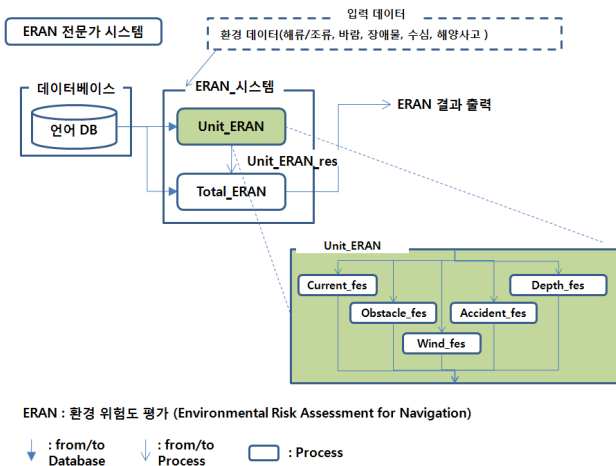 ERAN 전문가 시스템
입력 데이터
환경 데이터(해류/조류, 바람, 장애물, 수심, 해양사고 )
데이터베이스
언어 DB
ERAN_시스템
Unit_ERAN
Unit_ERAN_res
Total_ERAN
ERAN 결과 출력
Unit_ERAN
Current_fes
Depth_fes
Obstacle_fes
Accident_fes
Wind_fes
ERAN : 환경 위험도 평가 (Environmental Risk Assessment for Navigation)
: from/to
Database
: from/to
Process
: Process